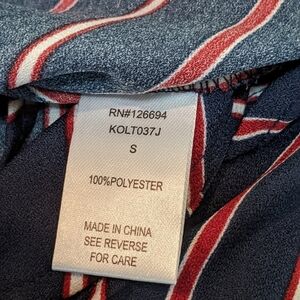 RN#126694
KOLT037J
S
100%POLYESTER
MADE IN CHINA
SEE REVERSE
FOR CARE